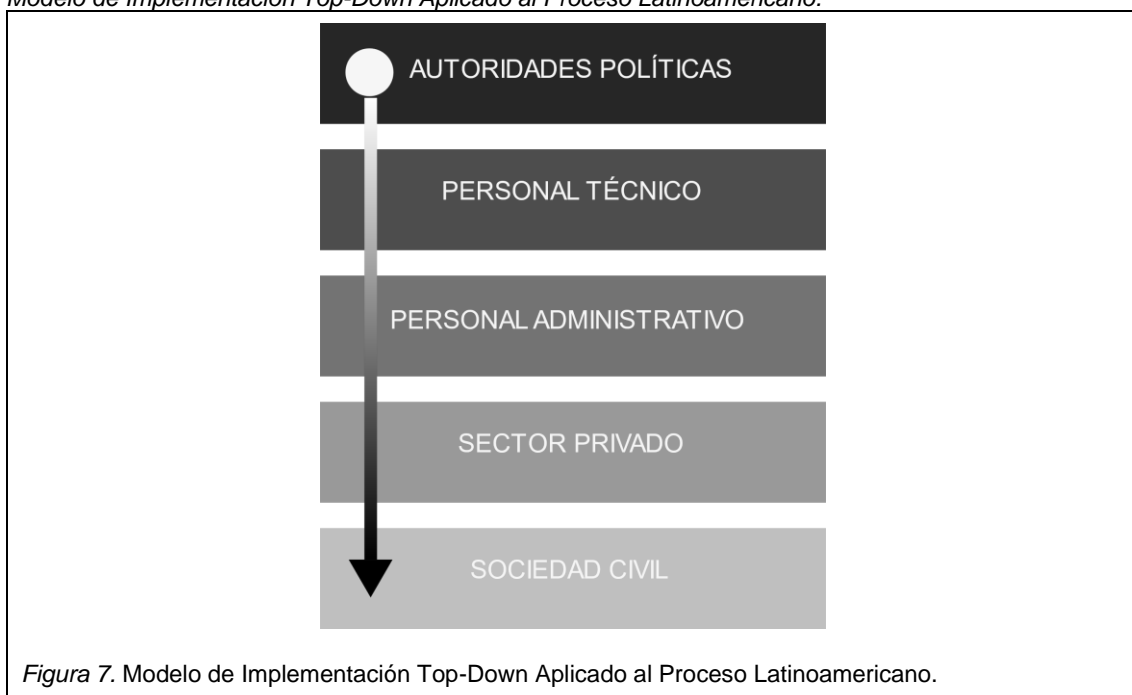 Modelo de Implementación Top-Down Aplicado al Proceso Latinoamericano.
AUTORIDADES POLÍTICAS
PERSONAL TÉCNICO
PERSONAL ADMINISTRATIVO
SECTOR PRIVADO
SOCIEDAD CIVIL
Figura 7. Modelo de Implementación Top-Down Aplicado al Proceso Latinoamericano.